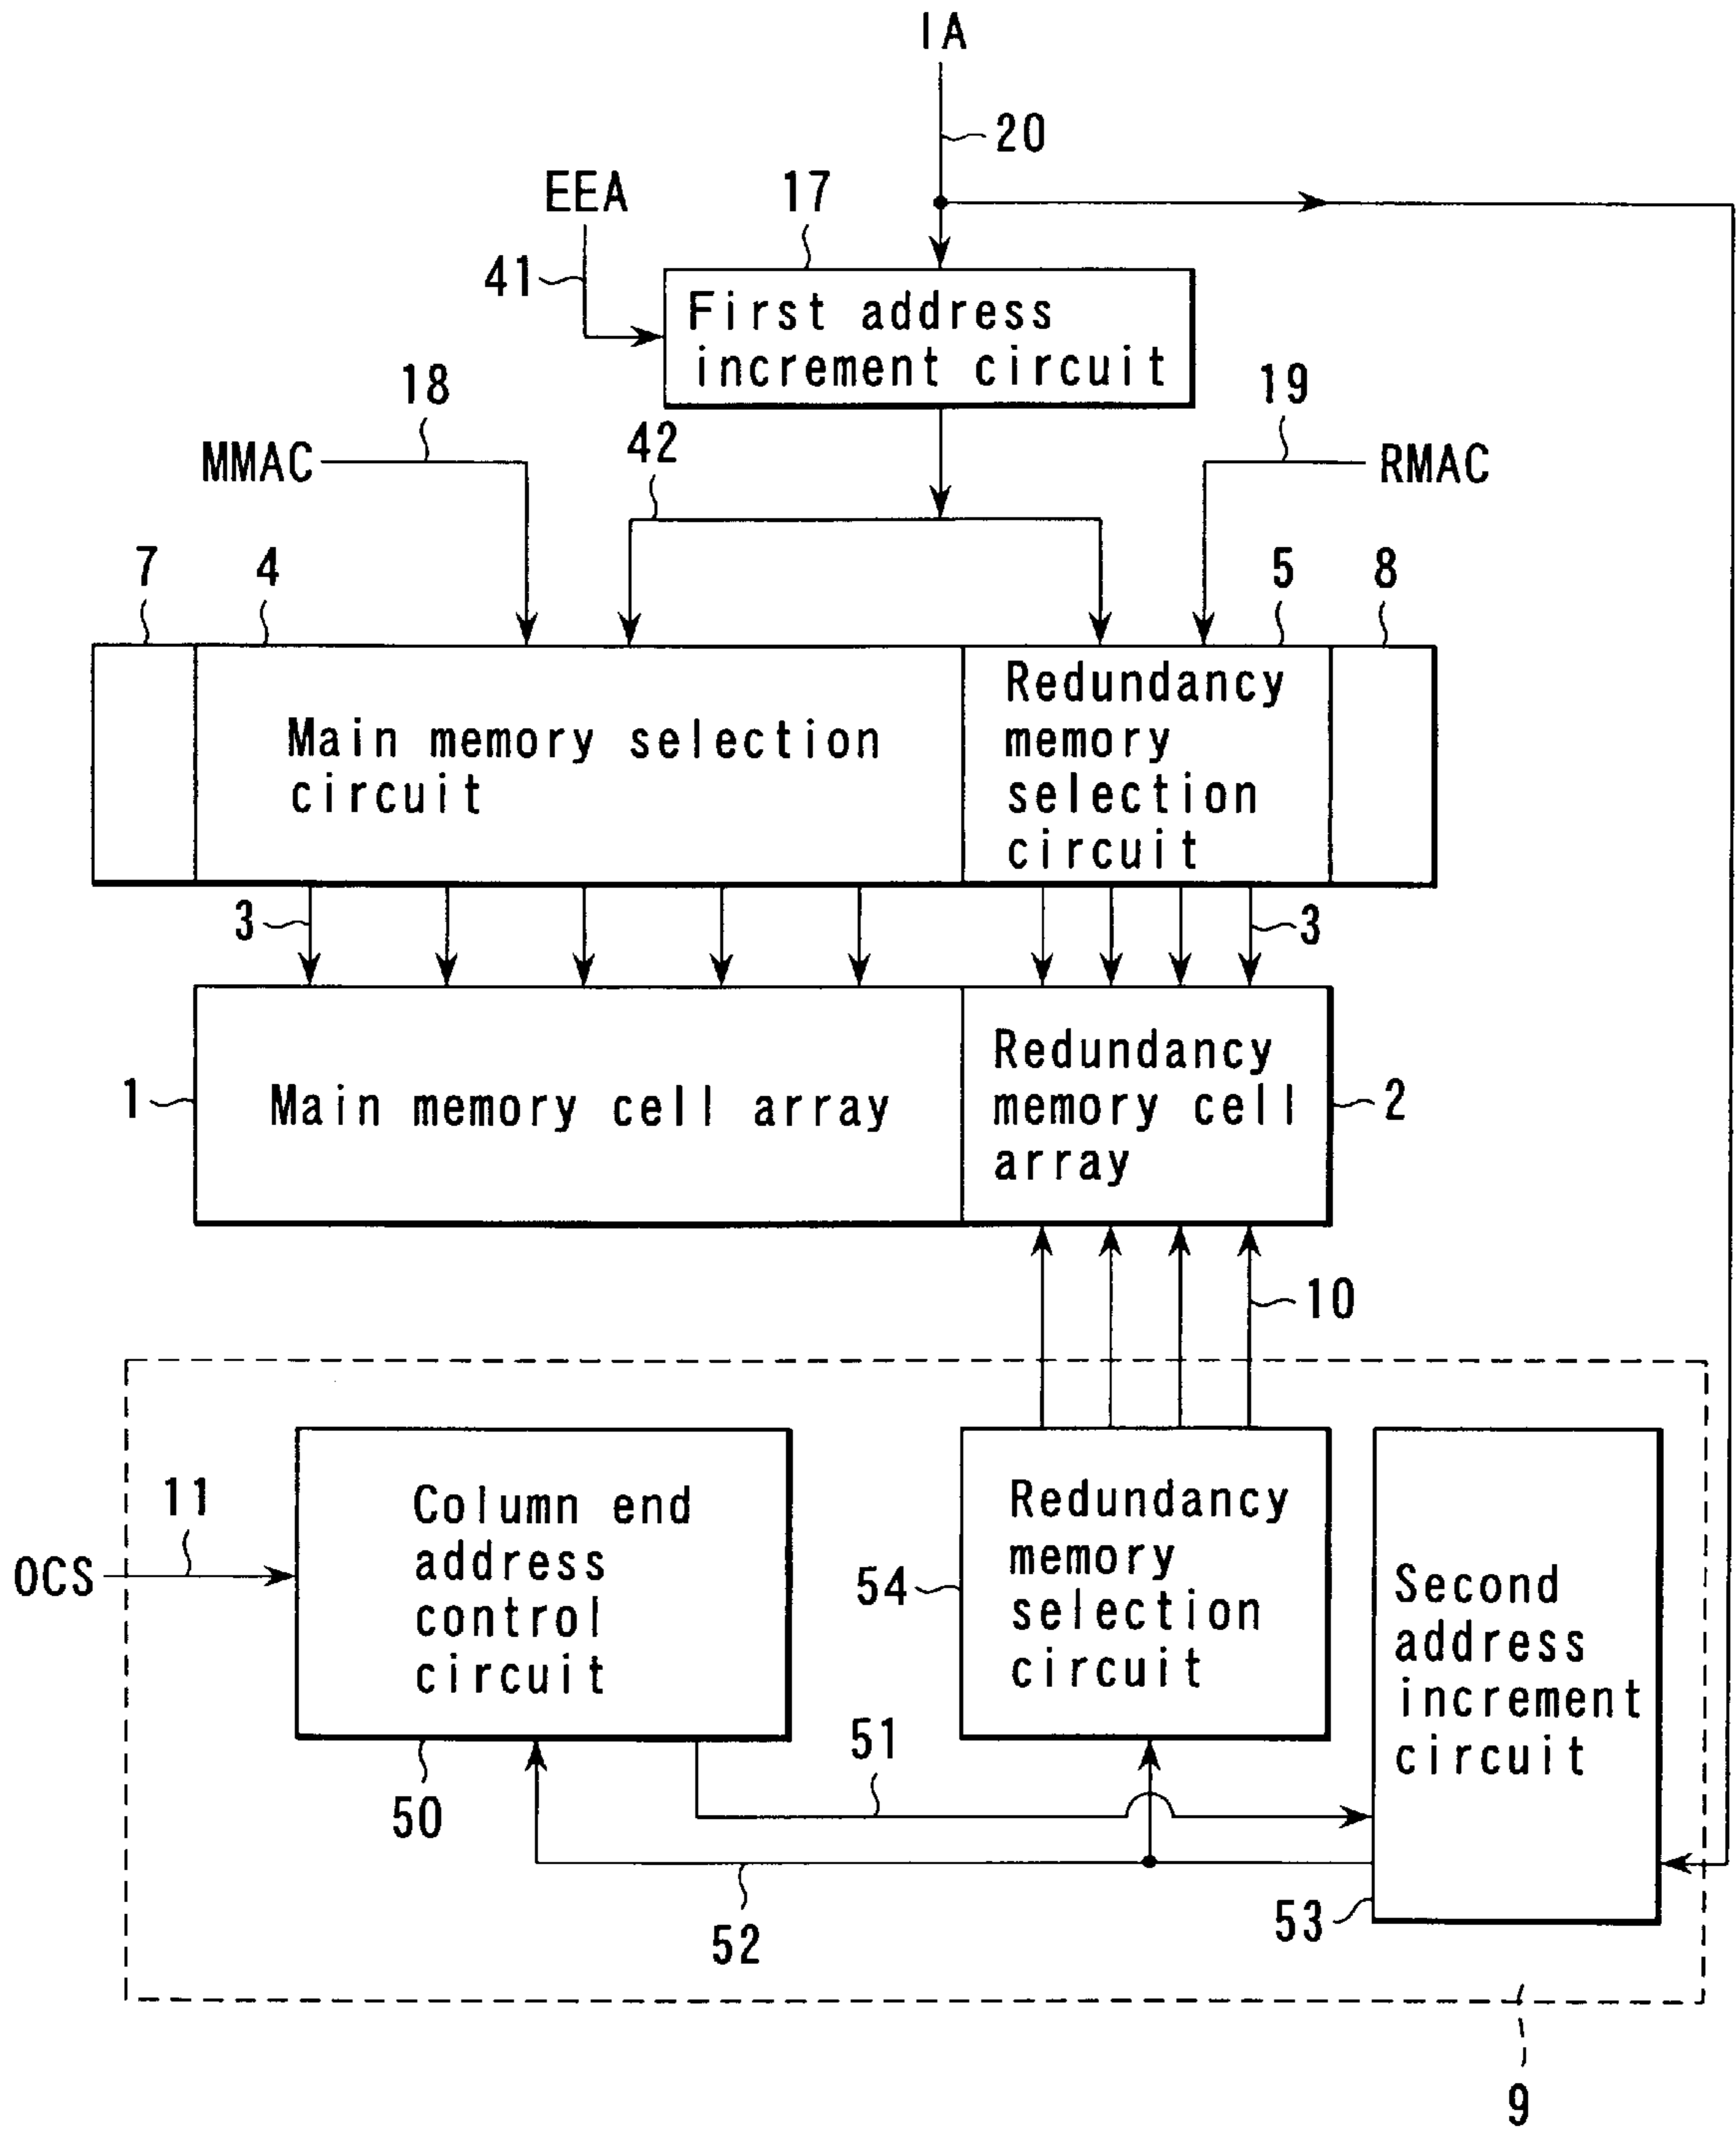 IA
20
EEA
17
41
First address
increment circuit
18
19
MMAC
42
RMAC
7
4
5
8
Main memory selection
circuit
Redundancy
memory
selection
circuit
3
3
1
Main memory cell array
Redundancy
memory cell
array
2
10
OCS
11
Column end
address
control
circuit
54
Redundancy
memory
selection
circuit
Second
address
increment
circuit
50
51
52
53
9